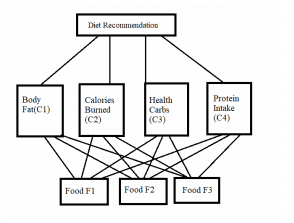 Diet Recommendation
Body
Fat(C1)
Calories
Burned
(C2)
Health
Carbs
(C3)
Protein
Intake
(C4)
Food F1
Food F2
Food F3